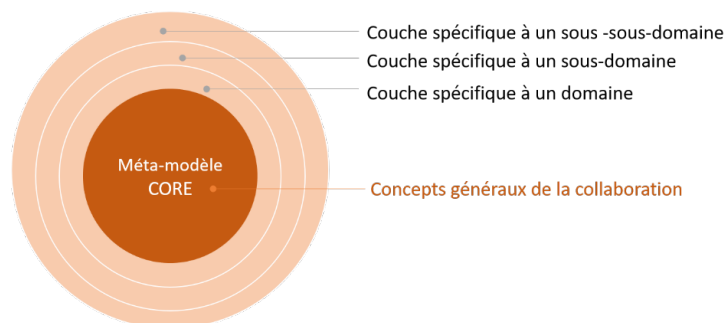 Couche spécifique à un sous -sous-domaine
Couche spécifique à un sous-domaine
Couche spécifique à un domaine
Méta-modèle
CORE
Concepts généraux de la collaboration